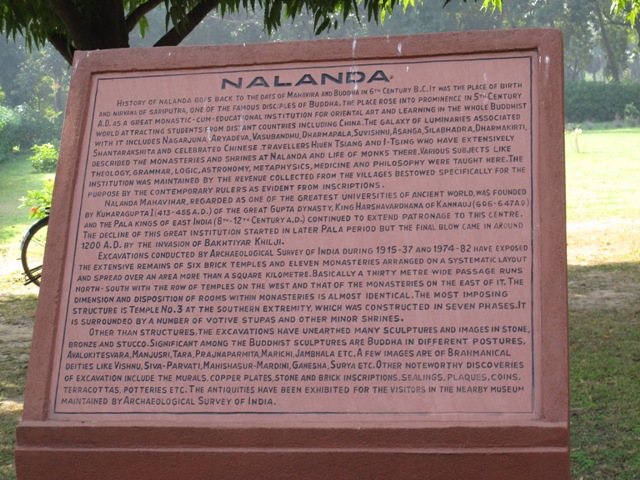 NALANDA
HISTORY OF NALANDA GOES BACK TO THE DAYS OF MAHAVIRA AND BUDDHA IN 6TH CENTURY B.C. IT WAS THE PLACE OF BIRTH
AND NIRVANA OF SARIPUTRA, ONE OF THE FAMOUS DISCIPLES OF BUDDHA. THE PLACE ROSE INTO PROMINENCE IN 5TH CENTURY
A.D. AS A GREAT MONASTIC-CUM-EDUCATIONAL INSTITUTION FOR ORIENTAL ART AND LEARNING IN THE WHOLE BUDDHIST
WORLD ATTRACTING STUDENTS FROM DISTANT COUNTRIES INCLUDING CHINA. THE GALAXY OF LUMINARIES ASSOCIATED
WITH IT INCLUDES NAGARJUNA, ARYADEVA, VASUBANDHU, DHARMAPALA, SUVISHNU, ASANGA, SILABHADRA, DHARMAKIRTI,
SHANTARAKSHITA AND CELEBRATED CHINESE TRAVELLERS HIUEN TSIANG AND I-TSING WHO HAVE EXTENSIVELY
DESCRIBED THE MONASTERIES AND SHRINES AT NALANDA AND LIFE OF MONKS THERE. VARIOUS SUBJECTS LIKE
THEOLOGY, GRAMMAR, LOGIC, ASTRONOMY, METAPHYSICS, MEDICINE AND PHILOSOPHY WERE TAUGHT HERE. THE
INSTITUTION WAS MAINTAINED BY THE REVENUE COLLECTED FROM THE VILLAGES BESTOWED SPECIFICALLY FOR THE
PURPOSE BY THE CONTEMPORARY RULERS AS EVIDENT FROM INSCRIPTIONS.
NALANDA MAHAVIHAR, REGARDED AS ONE OF THE GREATEST UNIVERSITIES OF ANCIENT WORLD, WAS FOUNDED
BY KUMARAGUPTA I (413-455 A.D.) OF THE GREAT GUPTA DYNASTY. KING HARSHAVARDHANA OF KANNAUJ (606-647 A.D)
AND THE PALA KINGS OF EAST INDIA (8TH-12TH CENTURY A.D.) CONTINUED TO EXTEND PATRONAGE TO THIS CENTRE.
THE DECLINE OF THIS GREAT INSTITUTION STARTED IN LATER PALA PERIOD BUT THE FINAL BLOW CAME IN AROUND
1200 A.D. BY THE INVASION OF BAKHTIYAR KHILJI.
EXCAVATIONS CONDUCTED BY ARCHAEOLOGICAL SURVEY OF INDIA DURING 1915-37 AND 1974-82 HAVE EXPOSED
THE EXTENSIVE REMAINS OF SIX BRICK TEMPLES AND ELEVEN MONASTERIES ARRANGED ON A SYSTEMATIC LAYOUT
AND SPREAD OVER AN AREA MORE THAN A SQUARE KILOMETRE. BASICALLY A THIRTY METRE WIDE PASSAGE RUNS
NORTH-SOUTH WITH THE ROW OF TEMPLES ON THE WEST AND THAT OF THE MONASTERIES ON THE EAST OF IT. THE
DIMENSION AND DISPOSITION OF ROOMS WITHIN MONASTERIES IS ALMOST IDENTICAL. THE MOST IMPOSING
STRUCTURE IS TEMPLE NO.3 AT THE SOUTHERN EXTREMITY, WHICH WAS CONSTRUCTED IN SEVEN PHASES. IT
IS SURROUNDED BY A NUMBER OF VOTIVE STUPAS AND OTHER MINOR SHRINES.
OTHER THAN STRUCTURES, THE EXCAVATIONS HAVE UNEARTHED MANY SCULPTURES AND IMAGES IN STONE,
BRONZE AND STUCCO. SIGNIFICANT AMONG THE BUDDHIST SCULPTURES ARE BUDDHA IN DIFFERENT POSTURES,
AVALOKITESVARA, MANJUSRI, TARA, PRAJNAPARMITA, MARICHI, JAMBHALA ETC. A FEW IMAGES ARE OF BRAHMANICAL
DEITIES LIKE VISHNU, SIVA-PARVATI, MAHISHASUR-MARDINI, GANESHA, SURYA ETC. OTHER NOTEWORTHY DISCOVERIES
OF EXCAVATION INCLUDE THE MURALS, COPPER PLATES, STONE AND BRICK INSCRIPTIONS, SEALINGS, PLAQUES, COINS,
TERRACOTTAS, POTTERIES ETC. THE ANTIQUITIES HAVE BEEN EXHIBITED FOR THE VISITORS IN THE NEARBY MUSEUM
MAINTAINED BY ARCHAEOLOGICAL SURVEY OF INDIA.